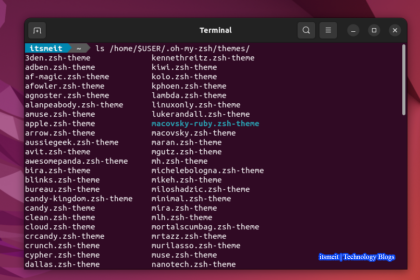 Terminal
itsmeit ~ ls /home/$USER/.oh-my-zsh/themes/
3den.zsh-theme kennethreitz.zsh-theme
adben.zsh-theme kiwi.zsh-theme
af-magic.zsh-theme kolo.zsh-theme
afowler.zsh-theme kphoen.zsh-theme
agnoster.zsh-theme lambda.zsh-theme
alanpeabody.zsh-theme linuxonly.zsh-theme
amuse.zsh-theme lukerandall.zsh-theme
apple.zsh-theme macovsky-ruby.zsh-theme
arrow.zsh-theme macovsky.zsh-theme
aussiegeek.zsh-theme maran.zsh-theme
avit.zsh-theme mgutz.zsh-theme
awesomepanda.zsh-theme mh.zsh-theme
bira.zsh-theme michelebologna.zsh-theme
blinks.zsh-theme mikeh.zsh-theme
bureau.zsh-theme miloshadzic.zsh-theme
candy-kingdom.zsh-theme minimal.zsh-theme
candy.zsh-theme mira.zsh-theme
clean.zsh-theme mlh.zsh-theme
cloud.zsh-theme mortalscumbag.zsh-theme
crcandy.zsh-theme mrtazz.zsh-theme
crunch.zsh-theme murilasso.zsh-theme
cypher.zsh-theme muse.zsh-theme
dallas.zsh-theme nanotech.zsh-theme
itsmeit | Technology Blogs